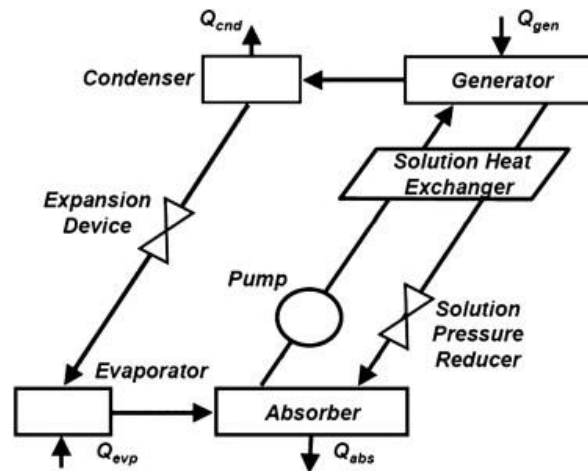 Q_cnd
Q_gen
Condenser
Generator
Solution Heat
Exchanger
Expansion
Device
Pump
Solution
Pressure
Reducer
Evaporator
Absorber
Q_evp
Q_abs